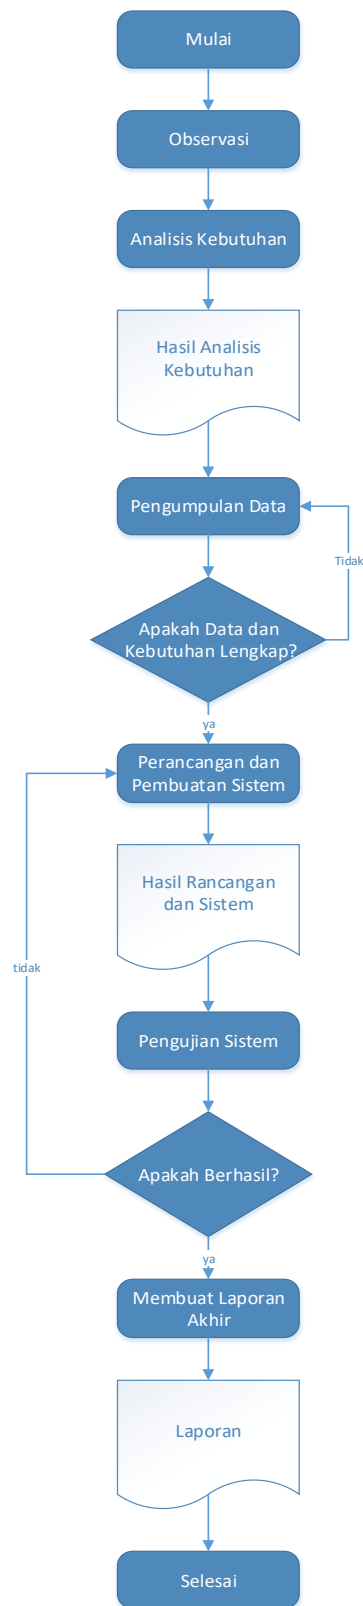 Mulai
Observasi
Analisis Kebutuhan
Hasil Analisis
Kebutuhan
Pengumpulan Data
Tidak
Apakah Data dan
Kebutuhan Lengkap?
ya
Perancangan dan
Pembuatan Sistem
Hasil Rancangan
dan Sistem
tidak
Pengujian Sistem
Apakah Berhasil?
ya
Membuat Laporan
Akhir
Laporan
Selesai